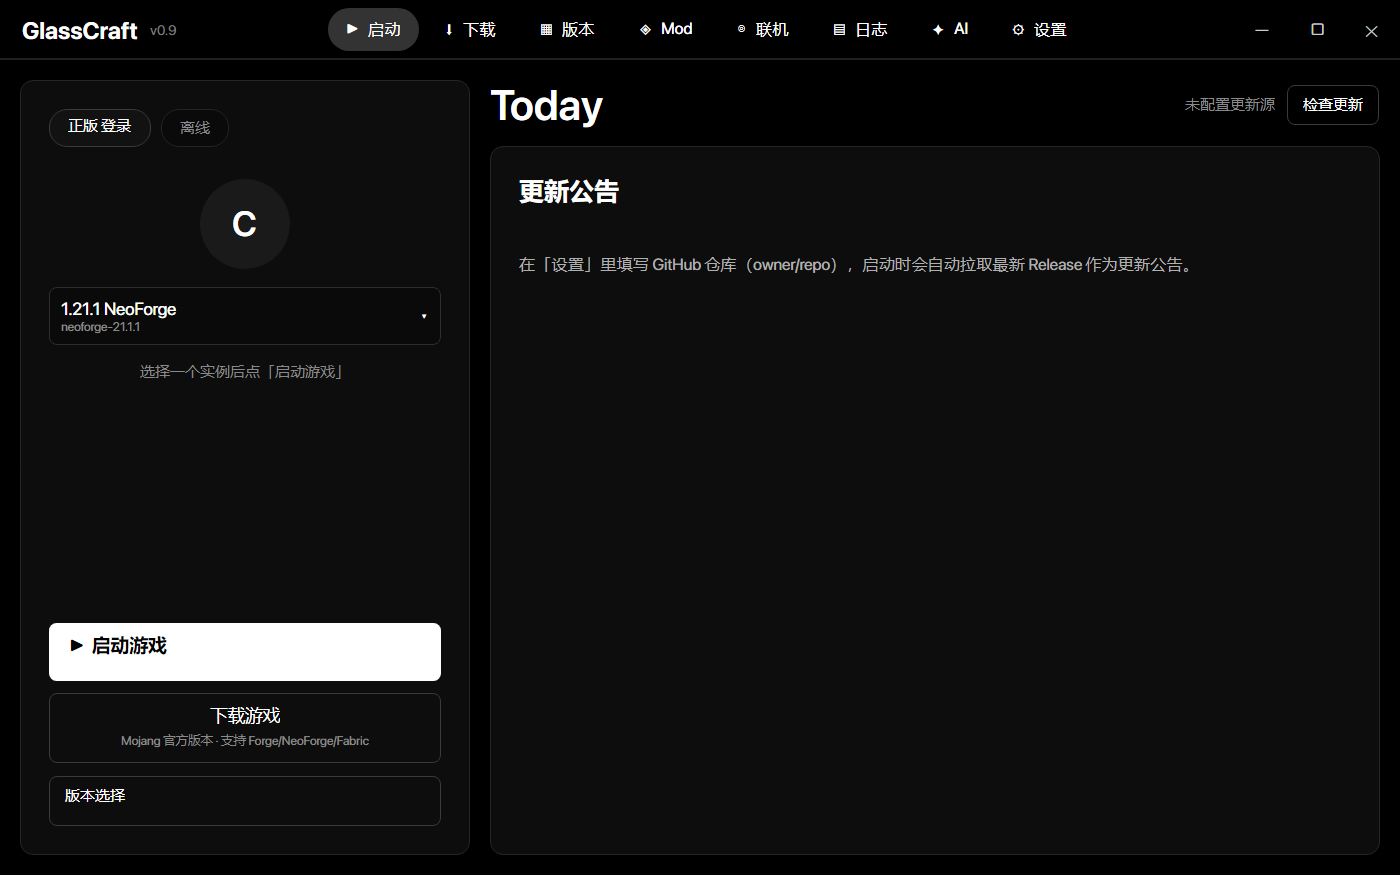 GlassCraft v0.9
启动 下载 版本 Mod 联机 日志 AI 设置
正版登录 离线
C
1.21.1 NeoForge
neoforge-21.1.1
选择一个实例后点「启动游戏」
启动游戏
下载游戏
Mojang 官方版本 · 支持 Forge/NeoForge/Fabric
版本选择
Today
未配置更新源 检查更新
更新公告
在「设置」里填写 GitHub 仓库（owner/repo），启动时会自动拉取最新 Release 作为更新公告。